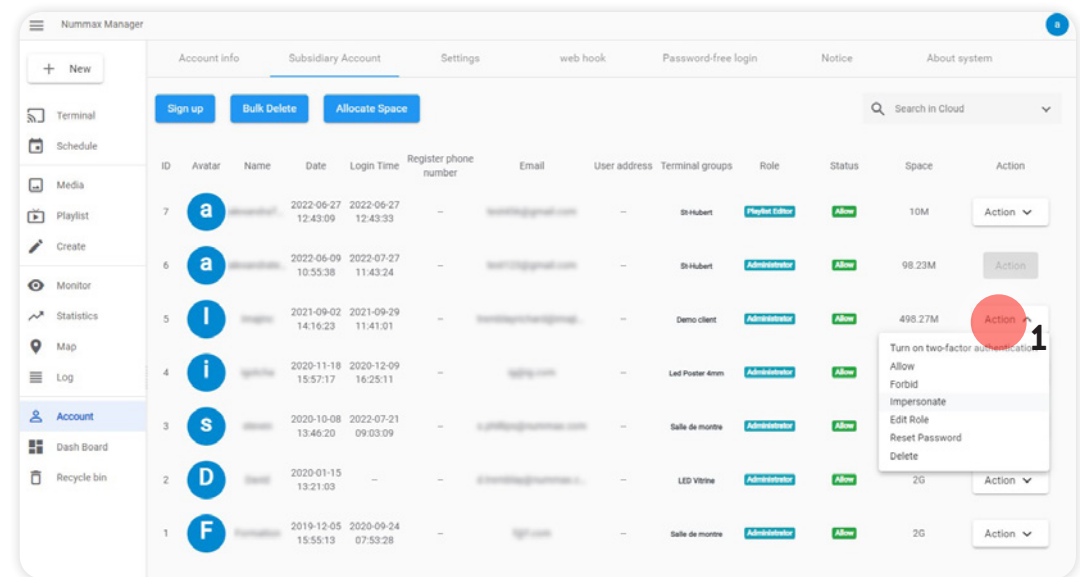 Nummax Manager
a
New
Account info Subsidiary Account Settings web hook Password-free login Notice About system
Sign up Bulk Delete Allocate Space
Search in Cloud
Terminal
Schedule
Media
Playlist
Create
Monitor
Statistics
Map
Log
Account
Dash Board
Recycle bin
ID Avatar Name Date Login Time Register phone number Email User address Terminal groups Role Status Space Action
7 a 2022-06-27 12:43:09 2022-06-27 12:43:33 -- -- St-Hubert Playlist Editor Allow 10M Action
6 a 2022-06-09 10:55:38 2022-07-27 11:43:24 -- -- St-Hubert Administrator Allow 98.23M Action
5 I 2021-09-02 14:16:23 2021-09-29 11:41:01 -- -- Demo client Administrator Allow 498.27M Action
1
Turn on two-factor authentication
Allow
Forbid
Impersonate
Edit Role
Reset Password
Delete
4 i 2020-11-18 15:57:17 2020-12-09 16:25:11 -- -- Led Poster 4mm Administrator Allow
3 s 2020-10-08 13:46:20 2022-07-21 09:03:09 -- -- Salle de montre Administrator Allow
2 D 2020-01-15 13:21:03 -- -- -- LED Vitrine Administrator Allow 2G Action
1 F 2019-12-05 15:55:13 2020-09-24 07:53:28 -- -- Salle de montre Administrator Allow 2G Action